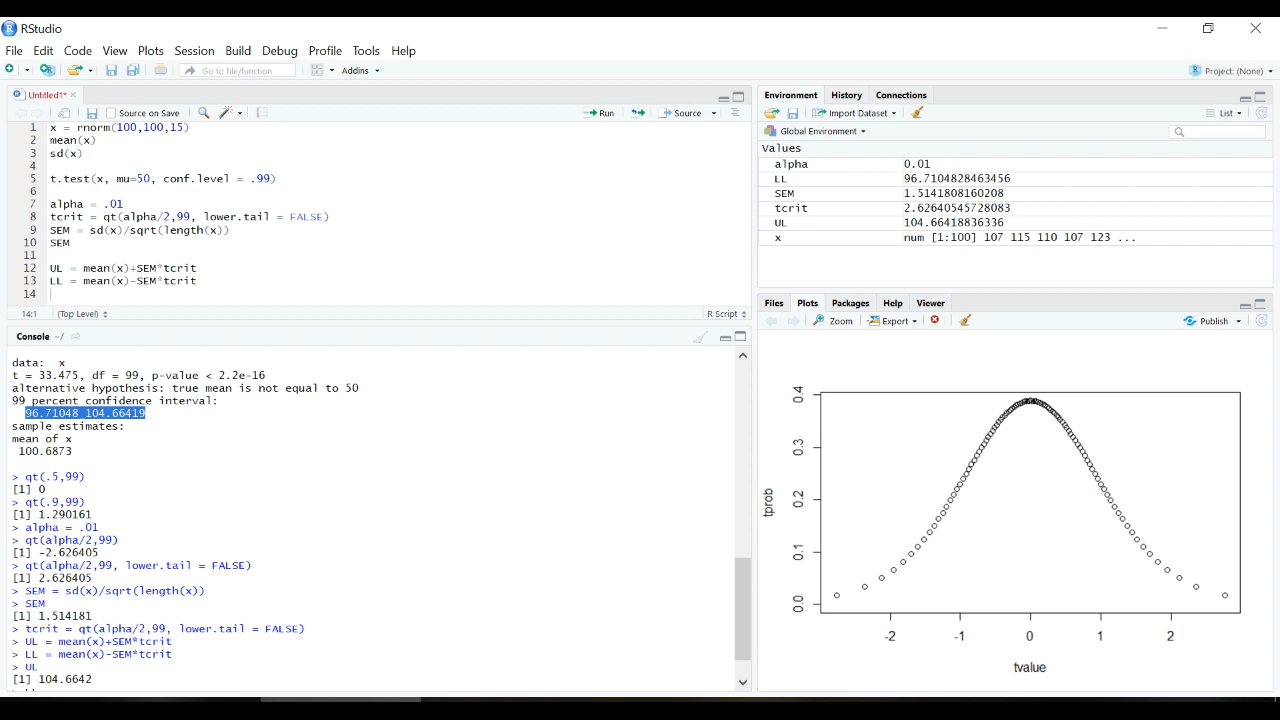 RStudio
File Edit Code View Plots Session Build Debug Profile Tools Help
Go to file/function Addins Project: (None)
Untitled1*
Source on Save Run Source
1 x = rnorm(100,100,15)
2 mean(x)
3 sd(x)
4
5 t.test(x, mu=50, conf.level = .99)
6
7 alpha = .01
8 tcrit = qt(alpha/2,99, lower.tail = FALSE)
9 SEM = sd(x)/sqrt(length(x))
10 SEM
11
12 UL = mean(x)+SEM*tcrit
13 LL = mean(x)-SEM*tcrit
14
14:1 (Top Level) R Script
Console ~/
data: x
t = 33.475, df = 99, p-value < 2.2e-16
alternative hypothesis: true mean is not equal to 50
99 percent confidence interval:
96.71048 104.66419
sample estimates:
mean of x
100.6873
> qt(.5,99)
[1] 0
> qt(.9,99)
[1] 1.290161
> alpha = .01
> qt(alpha/2,99)
[1] -2.626405
> qt(alpha/2,99, lower.tail = FALSE)
[1] 2.626405
> SEM = sd(x)/sqrt(length(x))
> SEM
[1] 1.514181
> tcrit = qt(alpha/2,99, lower.tail = FALSE)
> UL = mean(x)+SEM*tcrit
> LL = mean(x)-SEM*tcrit
> UL
[1] 104.6642
Environment History Connections
Import Dataset List
Global Environment
Values
alpha 0.01
LL 96.7104828463456
SEM 1.5141808160208
tcrit 2.62640545728083
UL 104.66418836336
x num [1:100] 107 115 110 107 123 ...
Files Plots Packages Help Viewer
Zoom Export Publish
0.4
0.3
0.2
0.1
0.0
tprob
-2 -1 0 1 2
tvalue